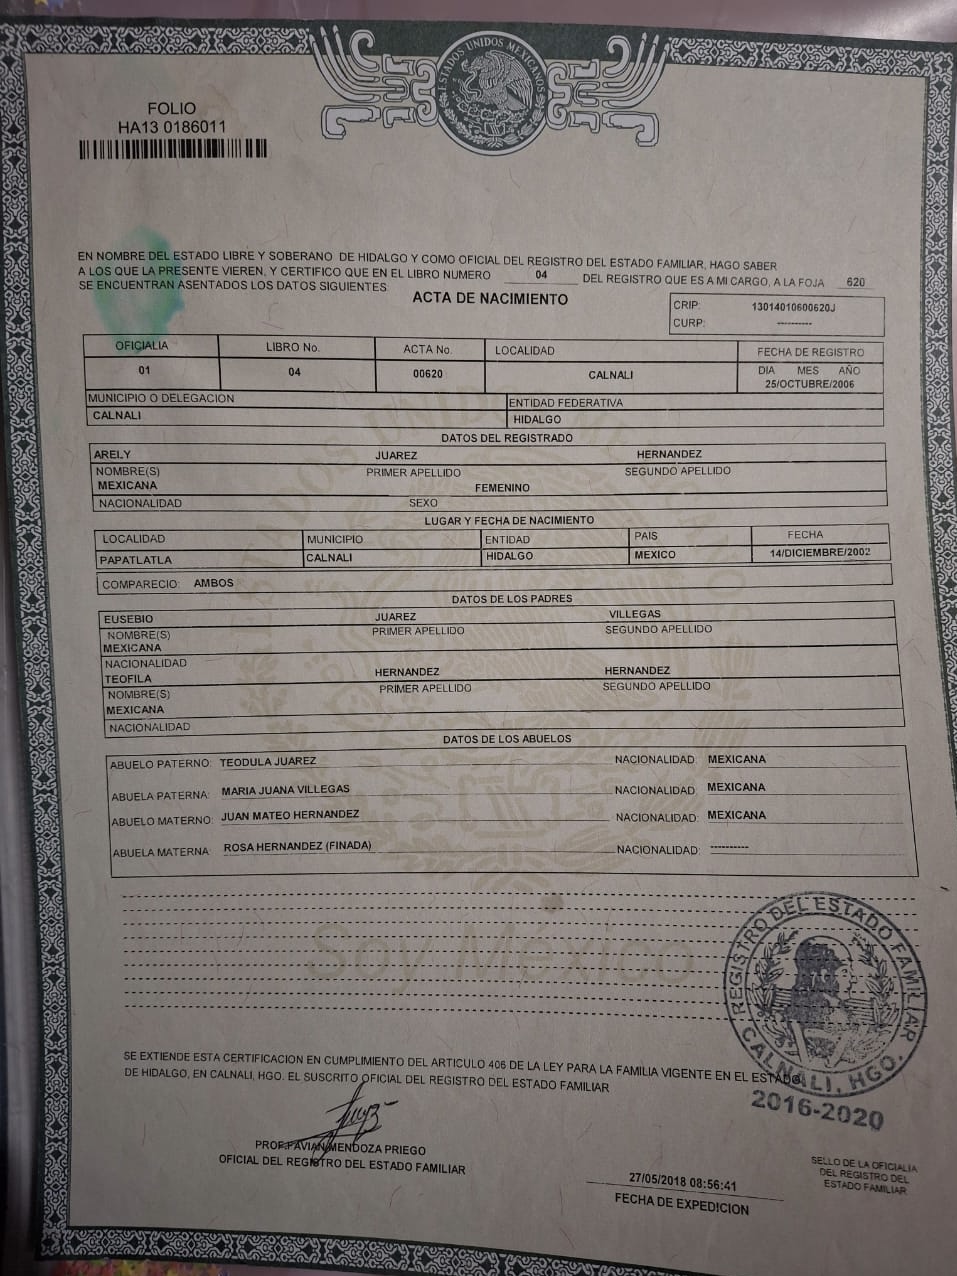 ESTADOS UNIDOS MEXICANOS
FOLIO
HA13 0186011
EN NOMBRE DEL ESTADO LIBRE Y SOBERANO DE HIDALGO Y COMO OFICIAL DEL REGISTRO DEL ESTADO FAMILIAR, HAGO SABER
A LOS QUE LA PRESENTE VIEREN, Y CERTIFICO QUE EN EL LIBRO NUMERO 04 DEL REGISTRO QUE ES A MI CARGO, A LA FOJA 620
SE ENCUENTRAN ASENTADOS LOS DATOS SIGUIENTES
ACTA DE NACIMIENTO
CRIP: 13014010600620J
CURP: ----------
OFICIALIA LIBRO No. ACTA No. LOCALIDAD FECHA DE REGISTRO
01 04 00620 CALNALI DIA MES AÑO
25/OCTUBRE/2006
MUNICIPIO O DELEGACION ENTIDAD FEDERATIVA
CALNALI HIDALGO
DATOS DEL REGISTRADO
ARELY JUAREZ HERNANDEZ
NOMBRE(S) PRIMER APELLIDO SEGUNDO APELLIDO
MEXICANA FEMENINO
NACIONALIDAD SEXO
LUGAR Y FECHA DE NACIMIENTO
LOCALIDAD MUNICIPIO ENTIDAD PAIS FECHA
PAPATLATLA CALNALI HIDALGO MEXICO 14/DICIEMBRE/2002
COMPARECIO: AMBOS
DATOS DE LOS PADRES
EUSEBIO JUAREZ VILLEGAS
NOMBRE(S) PRIMER APELLIDO SEGUNDO APELLIDO
MEXICANA
NACIONALIDAD
TEOFILA HERNANDEZ HERNANDEZ
NOMBRE(S) PRIMER APELLIDO SEGUNDO APELLIDO
MEXICANA
NACIONALIDAD
DATOS DE LOS ABUELOS
ABUELO PATERNO: TEODULA JUAREZ NACIONALIDAD: MEXICANA
ABUELA PATERNA: MARIA JUANA VILLEGAS NACIONALIDAD: MEXICANA
ABUELO MATERNO: JUAN MATEO HERNANDEZ NACIONALIDAD: MEXICANA
ABUELA MATERNA: ROSA HERNANDEZ (FINADA) NACIONALIDAD: ----------
Soy México
REGISTRO DEL ESTADO FAMILIAR
CALNALI, HGO.
2016-2020
SE EXTIENDE ESTA CERTIFICACION EN CUMPLIMIENTO DEL ARTICULO 406 DE LA LEY PARA LA FAMILIA VIGENTE EN EL ESTADO
DE HIDALGO, EN CALNALI, HGO. EL SUSCRITO OFICIAL DEL REGISTRO DEL ESTADO FAMILIAR
PROF. FAVIAN MENDOZA PRIEGO
OFICIAL DEL REGISTRO DEL ESTADO FAMILIAR
27/05/2018 08:56:41
FECHA DE EXPEDICION
SELLO DE LA OFICIALIA
DEL REGISTRO DEL
ESTADO FAMILIAR